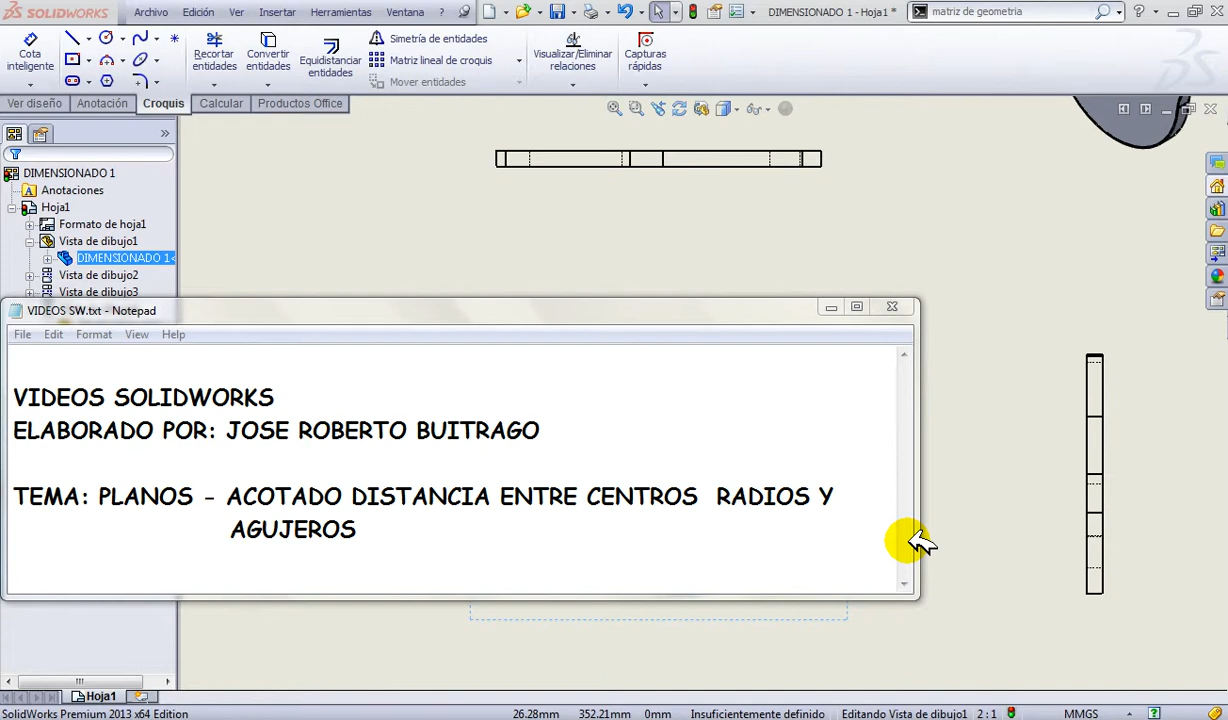 SOLIDWORKS Archivo Edición Ver Insertar Herramientas Ventana ? DIMENSIONADO 1 - Hoja1 * matriz de geometria ?
Cota inteligente
Recortar entidades
Convertir entidades
Equidistanciar entidades
Simetría de entidades
Matriz lineal de croquis
Mover entidades
Visualizar/Eliminar relaciones
Capturas rápidas
Ver diseño Anotación Croquis Calcular Productos Office
DIMENSIONADO 1
Anotaciones
Hoja1
Formato de hoja1
Vista de dibujo1
DIMENSIONADO 1<
Vista de dibujo2
Vista de dibujo3
VIDEOS SW.txt - Notepad
File Edit Format View Help
VIDEOS SOLIDWORKS
ELABORADO POR: JOSE ROBERTO BUITRAGO
TEMA: PLANOS - ACOTADO DISTANCIA ENTRE CENTROS RADIOS Y
AGUJEROS
Hoja1
SolidWorks Premium 2013 x64 Edition 26.28mm 352.21mm 0mm Insuficientemente definido Editando Vista de dibujo1 2 : 1 MMGS ?